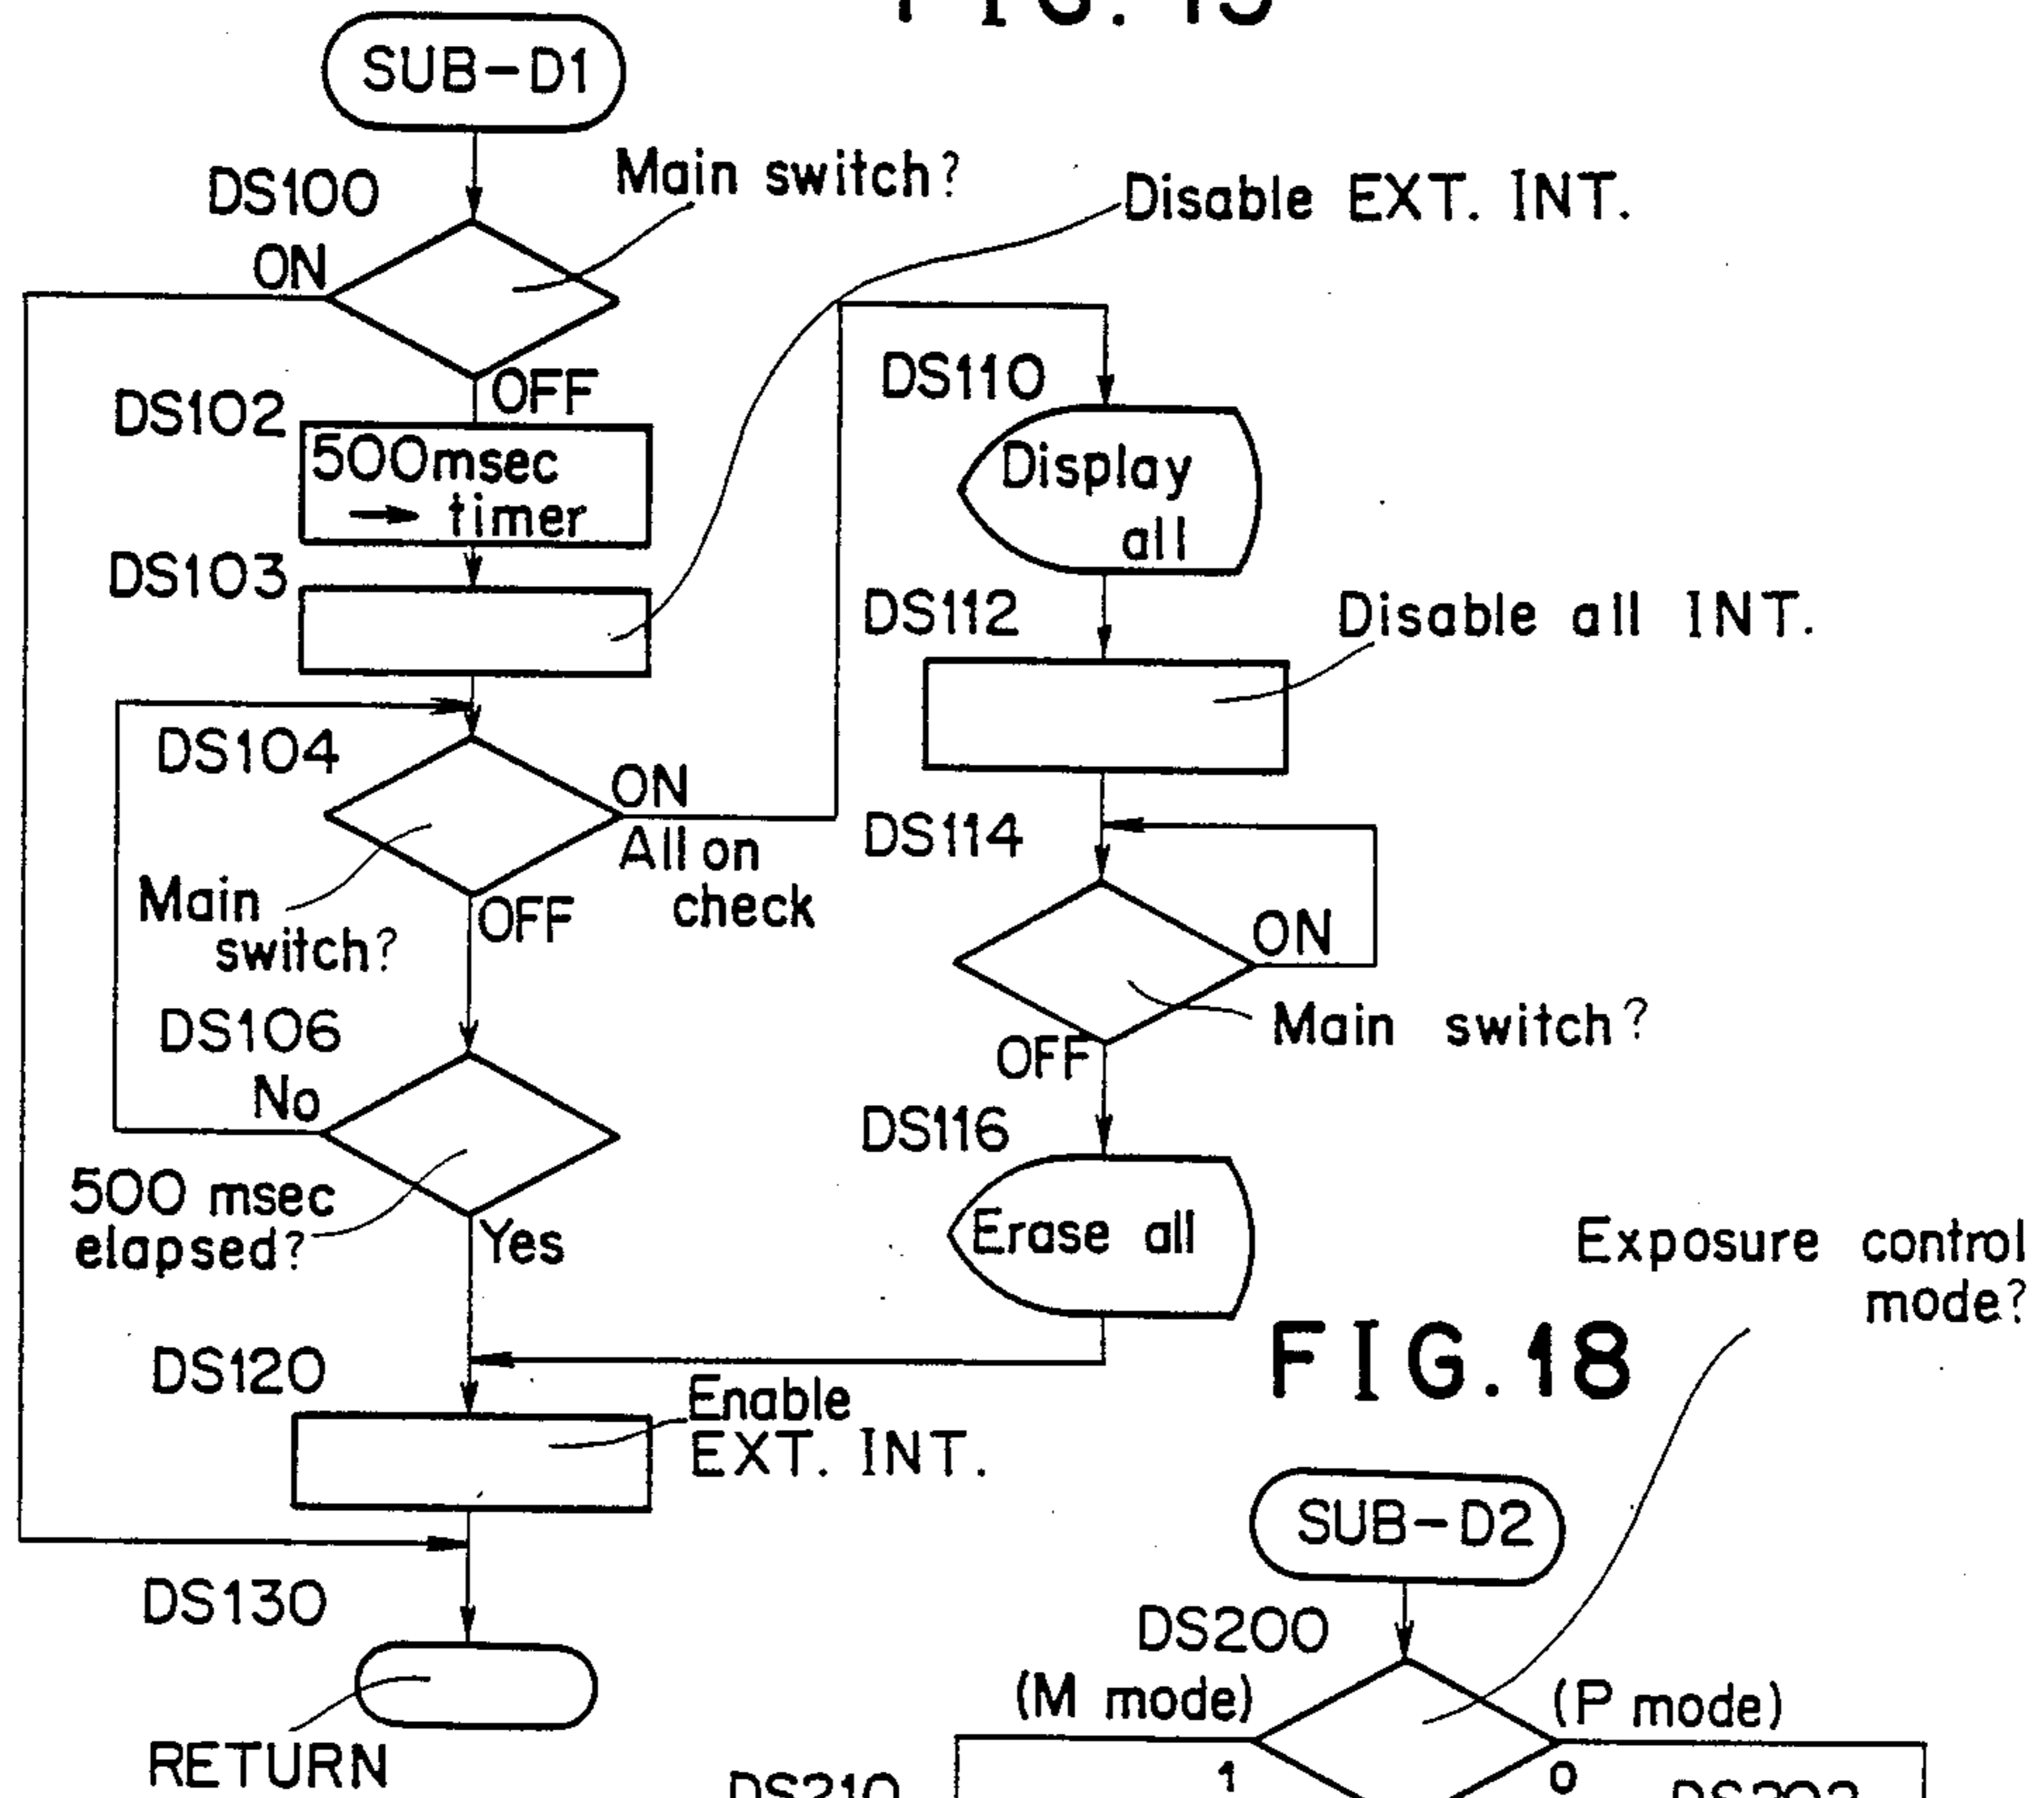 SUB-D1
DS100
Main switch?
Disable EXT. INT.
ON
OFF
DS102
500msec
→ timer
DS103
DS110
Display
all
DS112
Disable all INT.
DS104
ON
All on
check
Main
switch?
OFF
DS114
ON
Main switch?
OFF
DS106
No
500 msec
elapsed?
Yes
DS116
Erase all
DS120
Enable
EXT. INT.
DS130
RETURN
Exposure control
mode?
FIG.18
SUB-D2
DS200
(M mode)
(P mode)
1
0
DS210